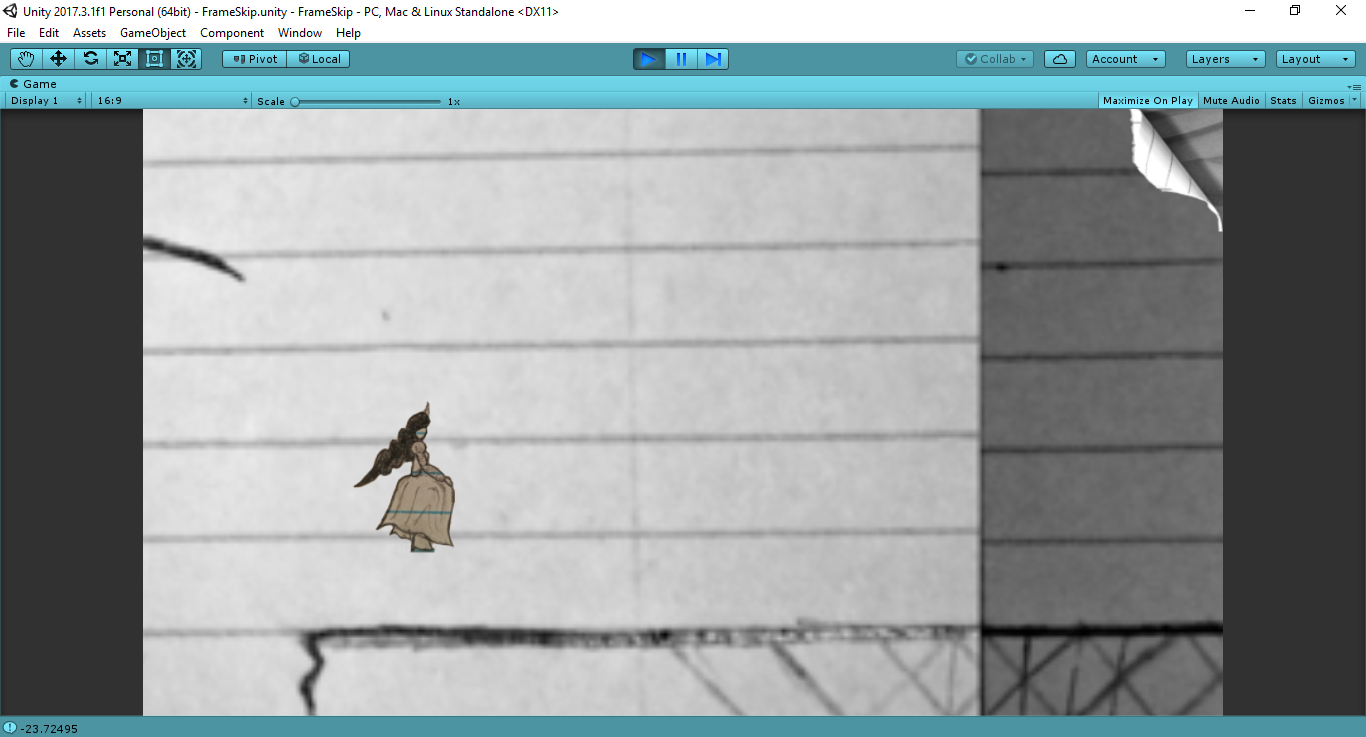 Unity 2017.3.1f1 Personal (64bit) - FrameSkip.unity - FrameSkip - PC, Mac & Linux Standalone <DX11>
File Edit Assets GameObject Component Window Help
Pivot Local Collab Account Layers Layout
Game
Display 1 16:9 Scale 1x Maximize On Play Mute Audio Stats Gizmos
-23.72495